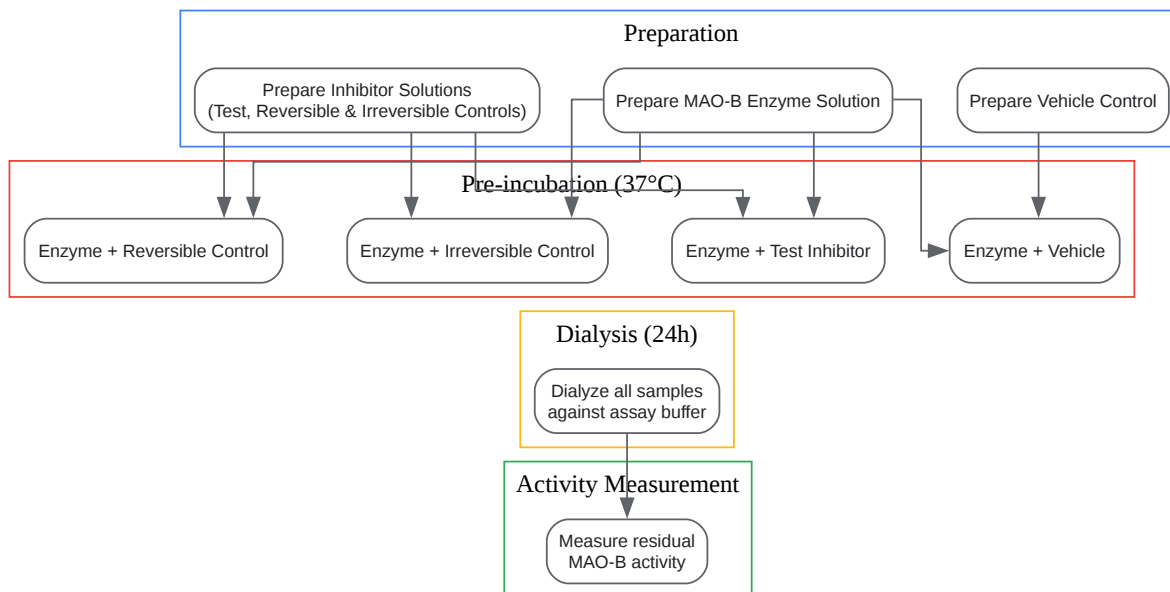 Preparation
Prepare Inhibitor Solutions
(Test, Reversible & Irreversible Controls)
Prepare MAO-B Enzyme Solution
Prepare Vehicle Control
Pre-incubation (37°C)
Enzyme + Reversible Control
Enzyme + Irreversible Control
Enzyme + Test Inhibitor
Enzyme + Vehicle
Dialysis (24h)
Dialyze all samples
against assay buffer
Activity Measurement
Measure residual
MAO-B activity